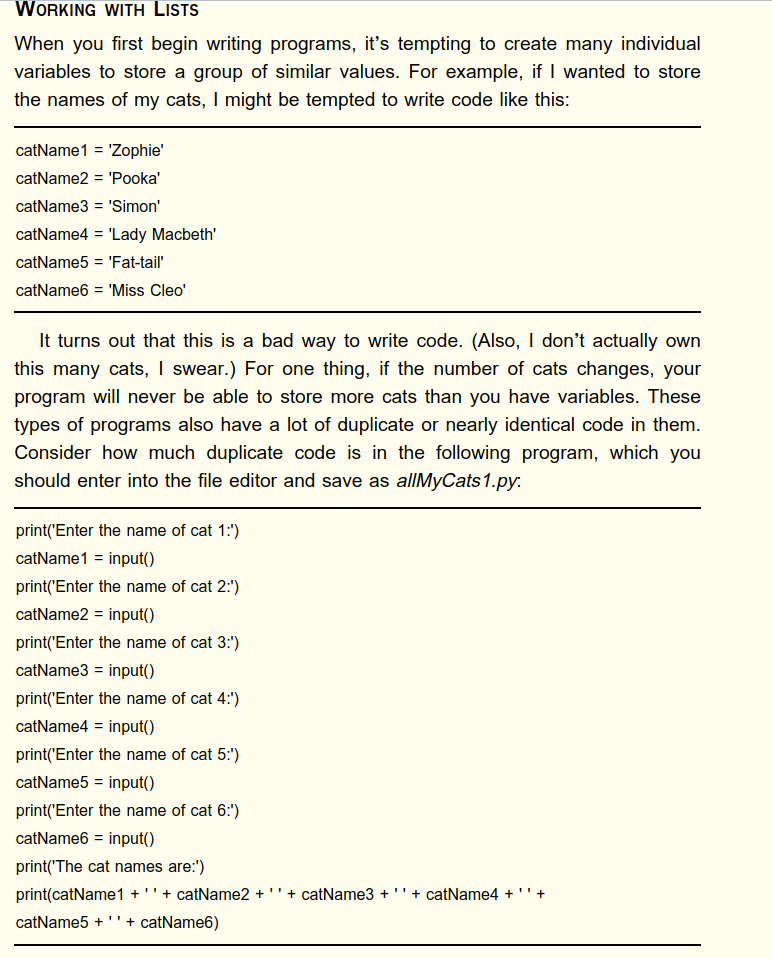 WORKING WITH LISTS
When you first begin writing programs, it’s tempting to create many individual
variables to store a group of similar values. For example, if I wanted to store
the names of my cats, I might be tempted to write code like this:
catName1 = 'Zophie'
catName2 = 'Pooka'
catName3 = 'Simon'
catName4 = 'Lady Macbeth'
catName5 = 'Fat-tail'
catName6 = 'Miss Cleo'
It turns out that this is a bad way to write code. (Also, I don’t actually own
this many cats, I swear.) For one thing, if the number of cats changes, your
program will never be able to store more cats than you have variables. These
types of programs also have a lot of duplicate or nearly identical code in them.
Consider how much duplicate code is in the following program, which you
should enter into the file editor and save as allMyCats1.py:
print('Enter the name of cat 1:')
catName1 = input()
print('Enter the name of cat 2:')
catName2 = input()
print('Enter the name of cat 3:')
catName3 = input()
print('Enter the name of cat 4:')
catName4 = input()
print('Enter the name of cat 5:')
catName5 = input()
print('Enter the name of cat 6:')
catName6 = input()
print('The cat names are:')
print(catName1 + ' ' + catName2 + ' ' + catName3 + ' ' + catName4 + ' ' +
catName5 + ' ' + catName6)